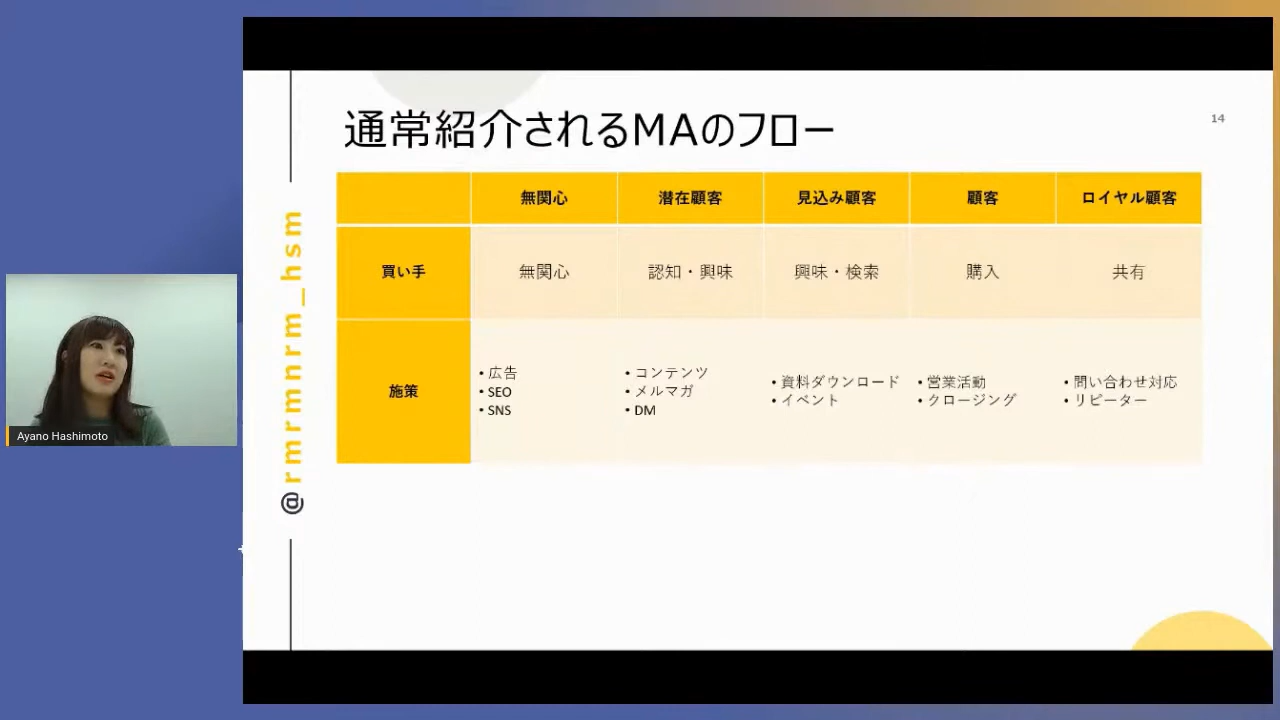 通常紹介されるMAのフロー
14
無関心
潜在顧客
見込み顧客
顧客
ロイヤル顧客
買い手
無関心
認知・興味
興味・検索
購入
共有
施策
• 広告
• SEO
• SNS
• コンテンツ
• メルマガ
• DM
• 資料ダウンロード
• イベント
• 営業活動
• クロージング
• 問い合わせ対応
• リピーター
@rmrmnrm_hsm
Ayano Hashimoto